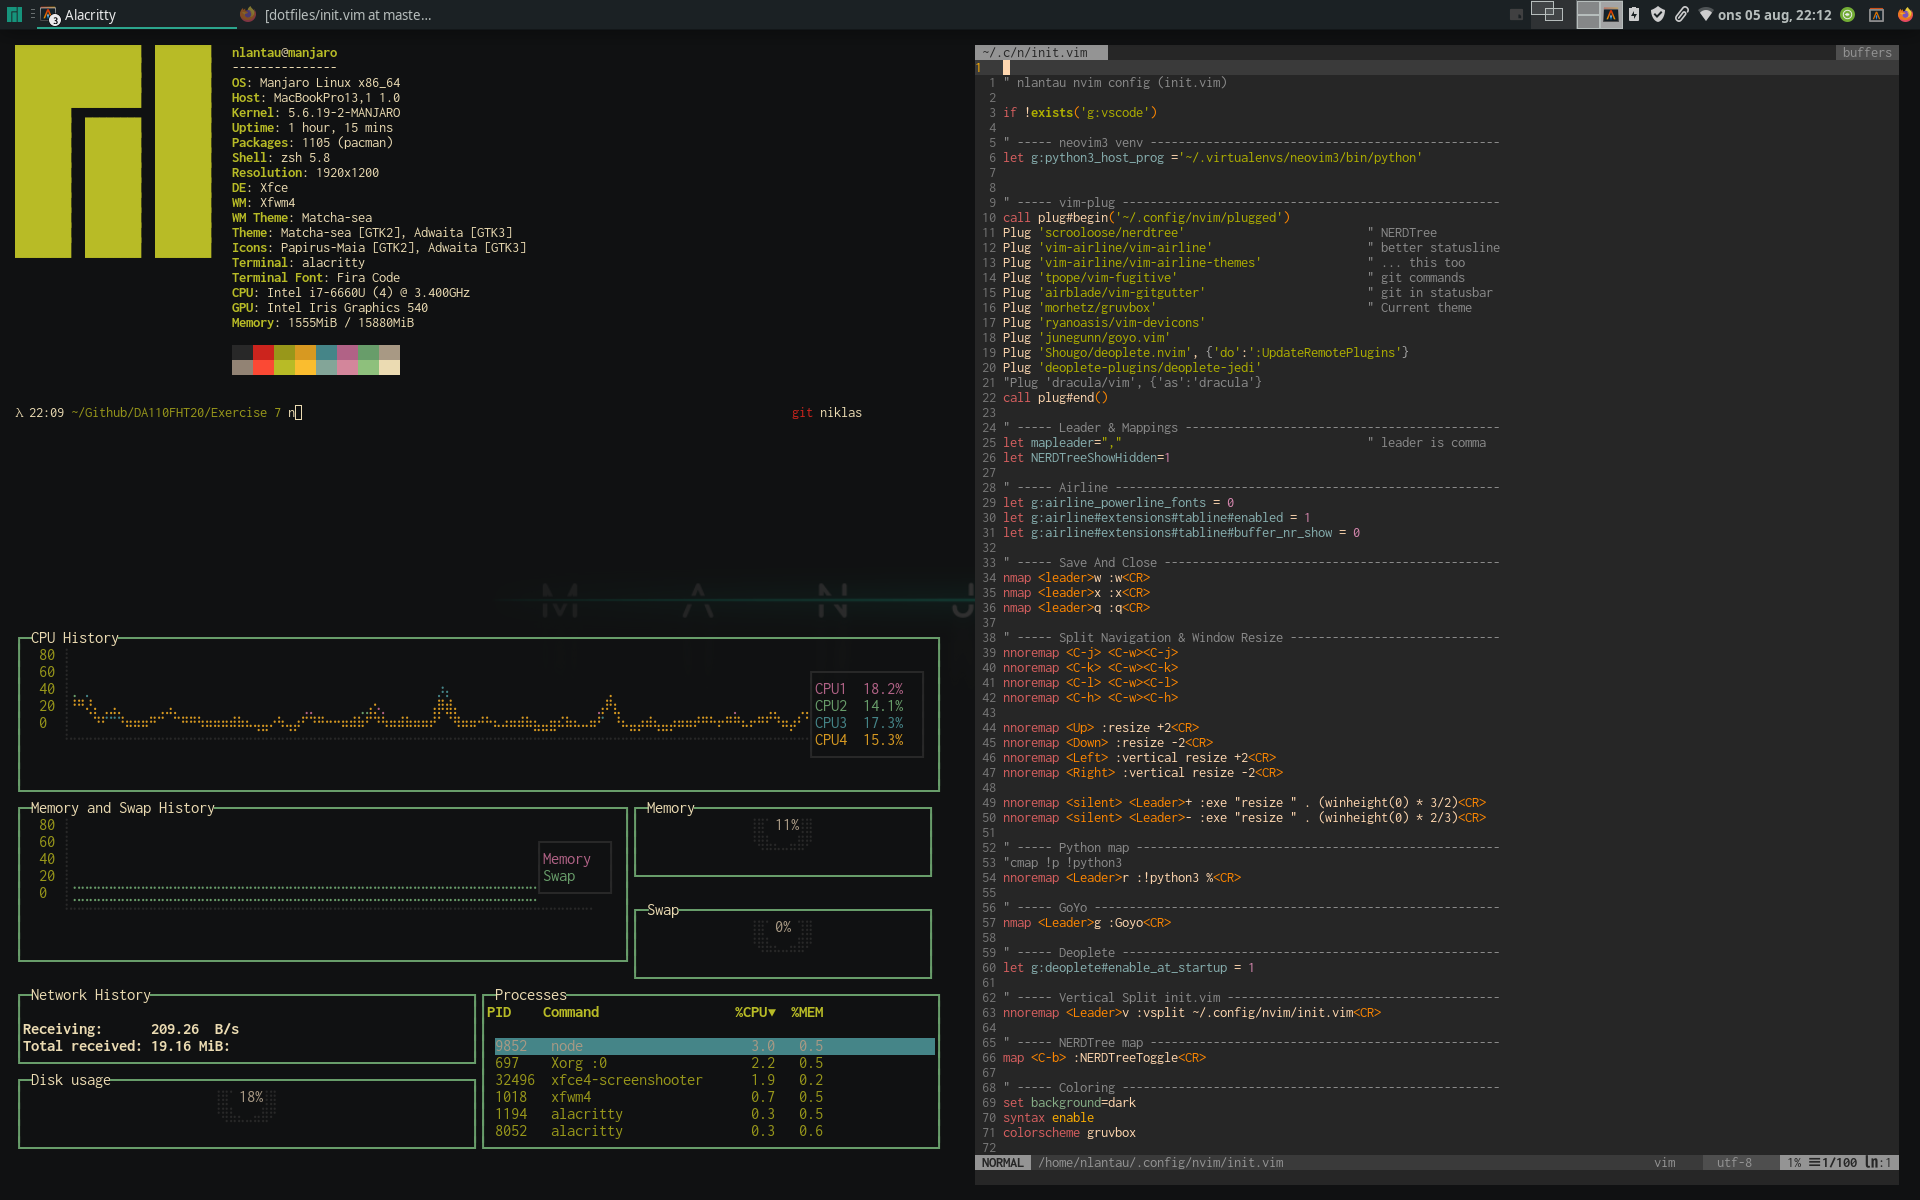 Alacritty
3
[dotfiles/init.vim at maste...
ons 05 aug, 22:12
nlantau@manjaro
---------------
OS: Manjaro Linux x86_64
Host: MacBookPro13,1 1.0
Kernel: 5.6.19-2-MANJARO
Uptime: 1 hour, 15 mins
Packages: 1105 (pacman)
Shell: zsh 5.8
Resolution: 1920x1200
DE: Xfce
WM: Xfwm4
WM Theme: Matcha-sea
Theme: Matcha-sea [GTK2], Adwaita [GTK3]
Icons: Papirus-Maia [GTK2], Adwaita [GTK3]
Terminal: alacritty
Terminal Font: Fira Code
CPU: Intel i7-6660U (4) @ 3.400GHz
GPU: Intel Iris Graphics 540
Memory: 1555MiB / 15880MiB
λ 22:09 ~/Github/DA110FHT20/Exercise 7 n
git niklas
M A N J
CPU History
80
60
40
20
0
CPU1 18.2%
CPU2 14.1%
CPU3 17.3%
CPU4 15.3%
Memory and Swap History
80
60
40
20
0
Memory
Swap
Memory
11%
Swap
0%
Network History
Receiving: 209.26 B/s
Total received: 19.16 MiB:
Disk usage
18%
Processes
PID Command %CPU▼ %MEM
9852 node 3.0 0.5
697 Xorg :0 2.2 0.5
32496 xfce4-screenshooter 1.9 0.2
1018 xfwm4 0.7 0.5
1194 alacritty 0.3 0.5
8052 alacritty 0.3 0.6
~/.c/n/init.vim buffers
1
1 " nlantau nvim config (init.vim)
2
3 if !exists('g:vscode')
4
5 " ----- neovim3 venv --------------------------------------------------
6 let g:python3_host_prog ='~/.virtualenvs/neovim3/bin/python'
7
8
9 " ----- vim-plug ------------------------------------------------------
10 call plug#begin('~/.config/nvim/plugged')
11 Plug 'scrooloose/nerdtree' " NERDTree
12 Plug 'vim-airline/vim-airline' " better statusline
13 Plug 'vim-airline/vim-airline-themes' " ... this too
14 Plug 'tpope/vim-fugitive' " git commands
15 Plug 'airblade/vim-gitgutter' " git in statusbar
16 Plug 'morhetz/gruvbox' " Current theme
17 Plug 'ryanoasis/vim-devicons'
18 Plug 'junegunn/goyo.vim'
19 Plug 'Shougo/deoplete.nvim', {'do':':UpdateRemotePlugins'}
20 Plug 'deoplete-plugins/deoplete-jedi'
21 "Plug 'dracula/vim', {'as':'dracula'}
22 call plug#end()
23
24 " ----- Leader & Mappings ---------------------------------------------
25 let mapleader="," " leader is comma
26 let NERDTreeShowHidden=1
27
28 " ----- Airline -------------------------------------------------------
29 let g:airline_powerline_fonts = 0
30 let g:airline#extensions#tabline#enabled = 1
31 let g:airline#extensions#tabline#buffer_nr_show = 0
32
33 " ----- Save And Close ------------------------------------------------
34 nmap <leader>w :w<CR>
35 nmap <leader>x :x<CR>
36 nmap <leader>q :q<CR>
37
38 " ----- Split Navigation & Window Resize ------------------------------
39 nnoremap <C-j> <C-w><C-j>
40 nnoremap <C-k> <C-w><C-k>
41 nnoremap <C-l> <C-w><C-l>
42 nnoremap <C-h> <C-w><C-h>
43
44 nnoremap <Up> :resize +2<CR>
45 nnoremap <Down> :resize -2<CR>
46 nnoremap <Left> :vertical resize +2<CR>
47 nnoremap <Right> :vertical resize -2<CR>
48
49 nnoremap <silent> <Leader>+ :exe "resize " . (winheight(0) * 3/2)<CR>
50 nnoremap <silent> <Leader>- :exe "resize " . (winheight(0) * 2/3)<CR>
51
52 " ----- Python map ----------------------------------------------------
53 "cmap !p !python3
54 nnoremap <Leader>r :!python3 %<CR>
55
56 " ----- GoYo ----------------------------------------------------------
57 nmap <Leader>g :Goyo<CR>
58
59 " ----- Deoplete ------------------------------------------------------
60 let g:deoplete#enable_at_startup = 1
61
62 " ----- Vertical Split init.vim ---------------------------------------
63 nnoremap <Leader>v :vsplit ~/.config/nvim/init.vim<CR>
64
65 " ----- NERDTree map --------------------------------------------------
66 map <C-b> :NERDTreeToggle<CR>
67
68 " ----- Coloring ------------------------------------------------------
69 set background=dark
70 syntax enable
71 colorscheme gruvbox
72
NORMAL /home/nlantau/.config/nvim/init.vim vim utf-8 1% ☰1/100 ln:1